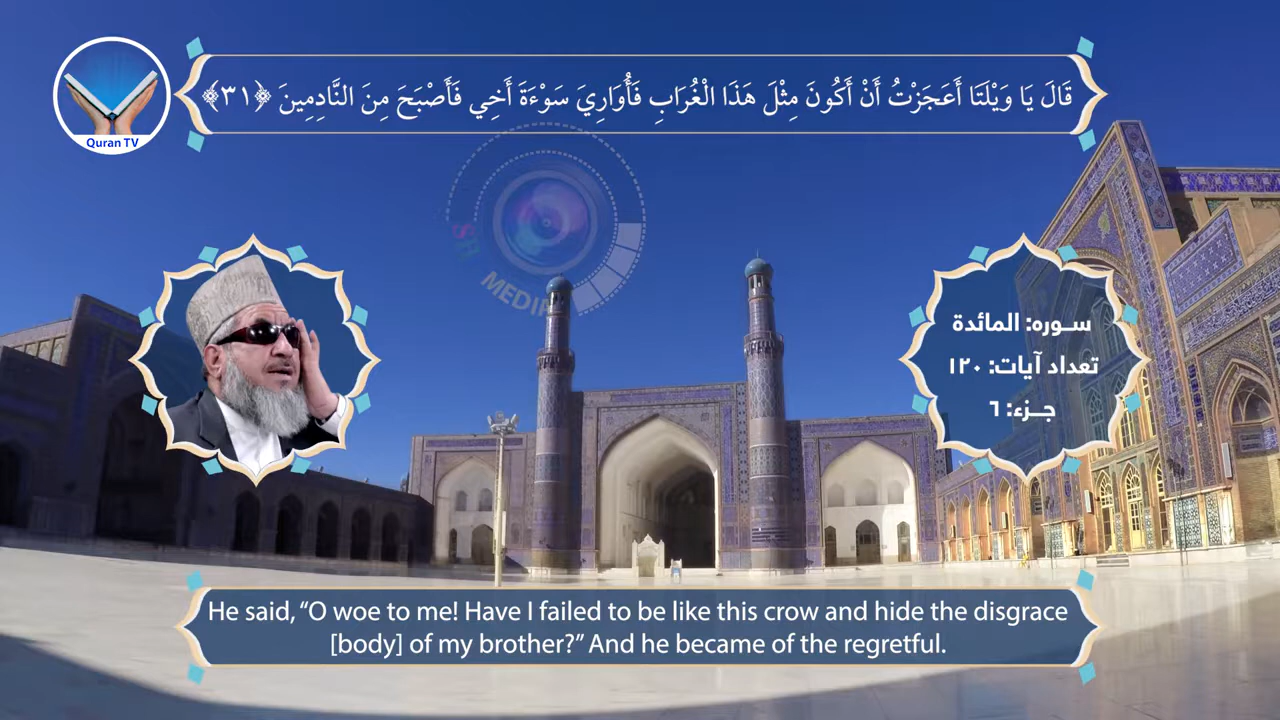 قَالَ يَا وَيْلَتَا أَعَجَزْتُ أَنْ أَكُونَ مِثْلَ هَذَا الْغُرَابِ فَأُوَارِيَ سَوْءَةَ أَخِي فَأَصْبَحَ مِنَ النَّادِمِينَ ﴿٣١﴾
Quran TV
MEDIA
سوره: المائدة
تعداد آیات: ١٢٠
جزء: ٦
He said, “O woe to me! Have I failed to be like this crow and hide the disgrace
[body] of my brother?” And he became of the regretful.